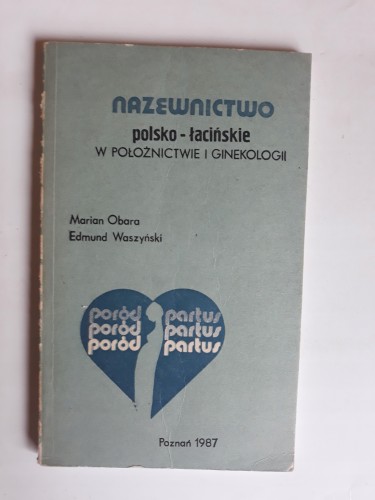 NAZEWNICTWO
polsko-łacińskie
W POŁOŻNICTWIE I GINEKOLOGII
Marian Obara
Edmund Waszyński
poród partus
poród partus
poród partus
Poznań 1987